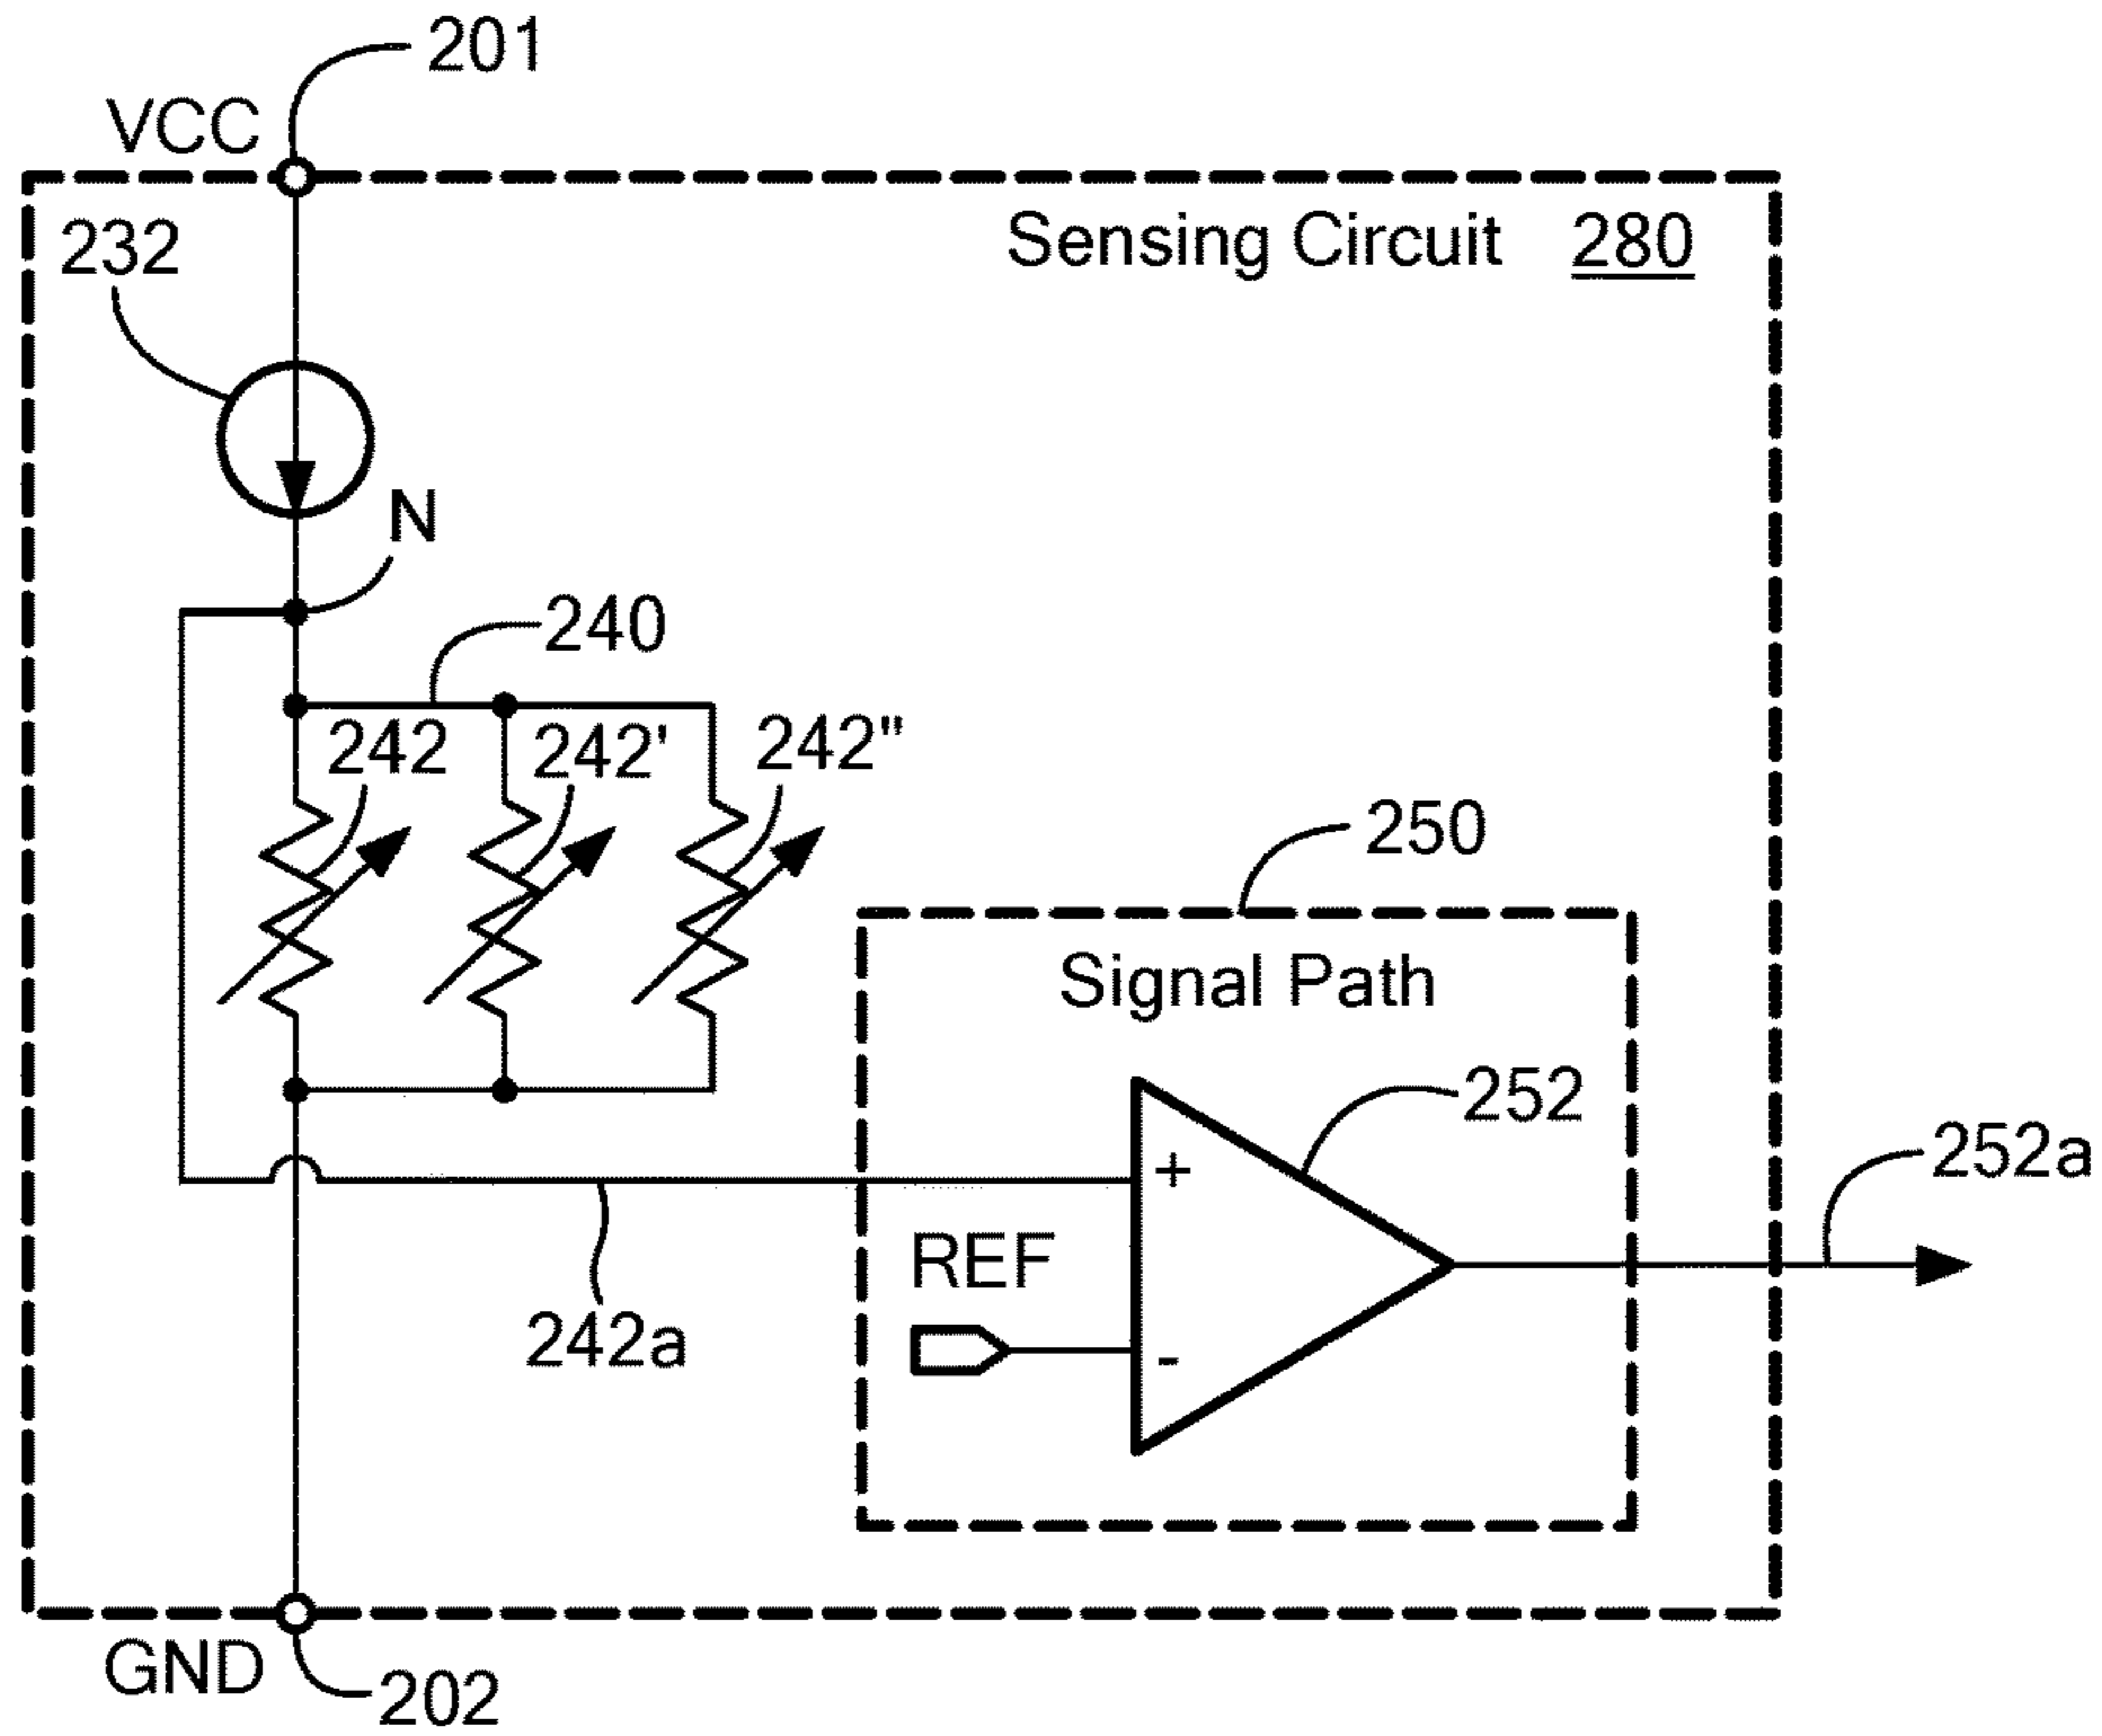 201
VCC
232
Sensing Circuit 280
N
240
242
242'
242"
250
Signal Path
252
+
252a
REF
-
242a
GND
202